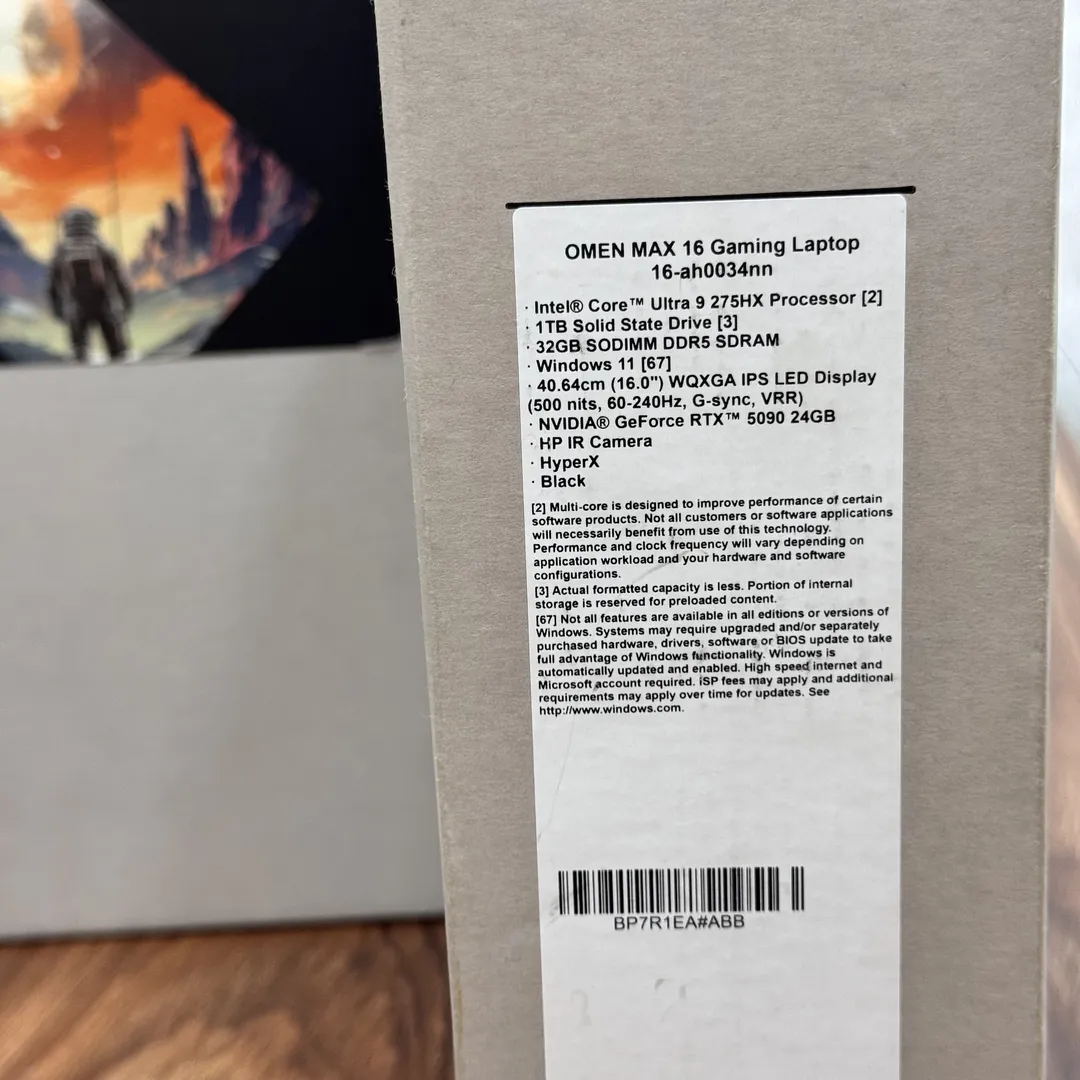 OMEN MAX 16 Gaming Laptop
16-ah0034nn
· Intel® Core™ Ultra 9 275HX Processor [2]
· 1TB Solid State Drive [3]
· 32GB SODIMM DDR5 SDRAM
· Windows 11 [67]
· 40.64cm (16.0") WQXGA IPS LED Display
(500 nits, 60-240Hz, G-sync, VRR)
· NVIDIA® GeForce RTX™ 5090 24GB
· HP IR Camera
· HyperX
· Black
[2] Multi-core is designed to improve performance of certain
software products. Not all customers or software applications
will necessarily benefit from use of this technology.
Performance and clock frequency will vary depending on
application workload and your hardware and software
configurations.
[3] Actual formatted capacity is less. Portion of internal
storage is reserved for preloaded content.
[67] Not all features are available in all editions or versions of
Windows. Systems may require upgraded and/or separately
purchased hardware, drivers, software or BIOS update to take
full advantage of Windows functionality. Windows is
automatically updated and enabled. High speed internet and
Microsoft account required. ISP fees may apply and additional
requirements may apply over time for updates. See
http://www.windows.com.
BP7R1EA#ABB